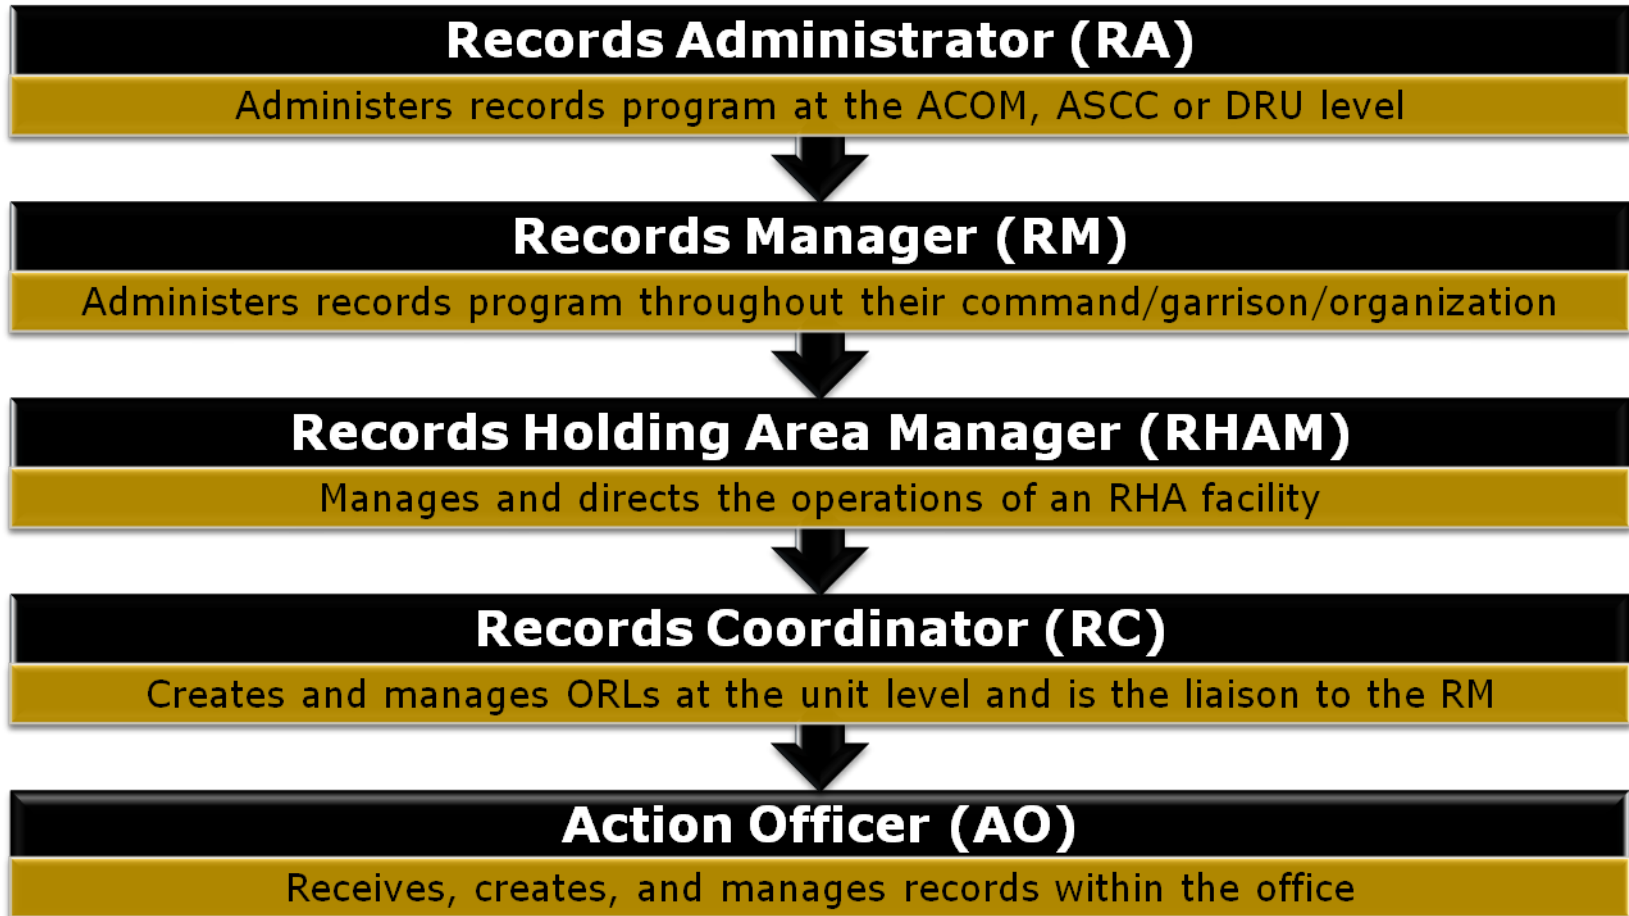 Records Administrator (RA)
Administers records program at the ACOM, ASCC or DRU level
Records Manager (RM)
Administers records program throughout their command/garrison/organization
Records Holding Area Manager (RHAM)
Manages and directs the operations of an RHA facility
Records Coordinator (RC)
Creates and manages ORLs at the unit level and is the liaison to the RM
Action Officer (AO)
Receives, creates, and manages records within the office